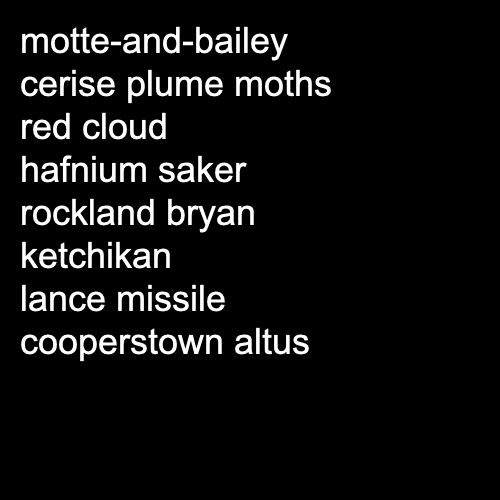 motte-and-bailey
cerise plume moths
red cloud
hafnium saker
rockland bryan
ketchikan
lance missile
cooperstown altus